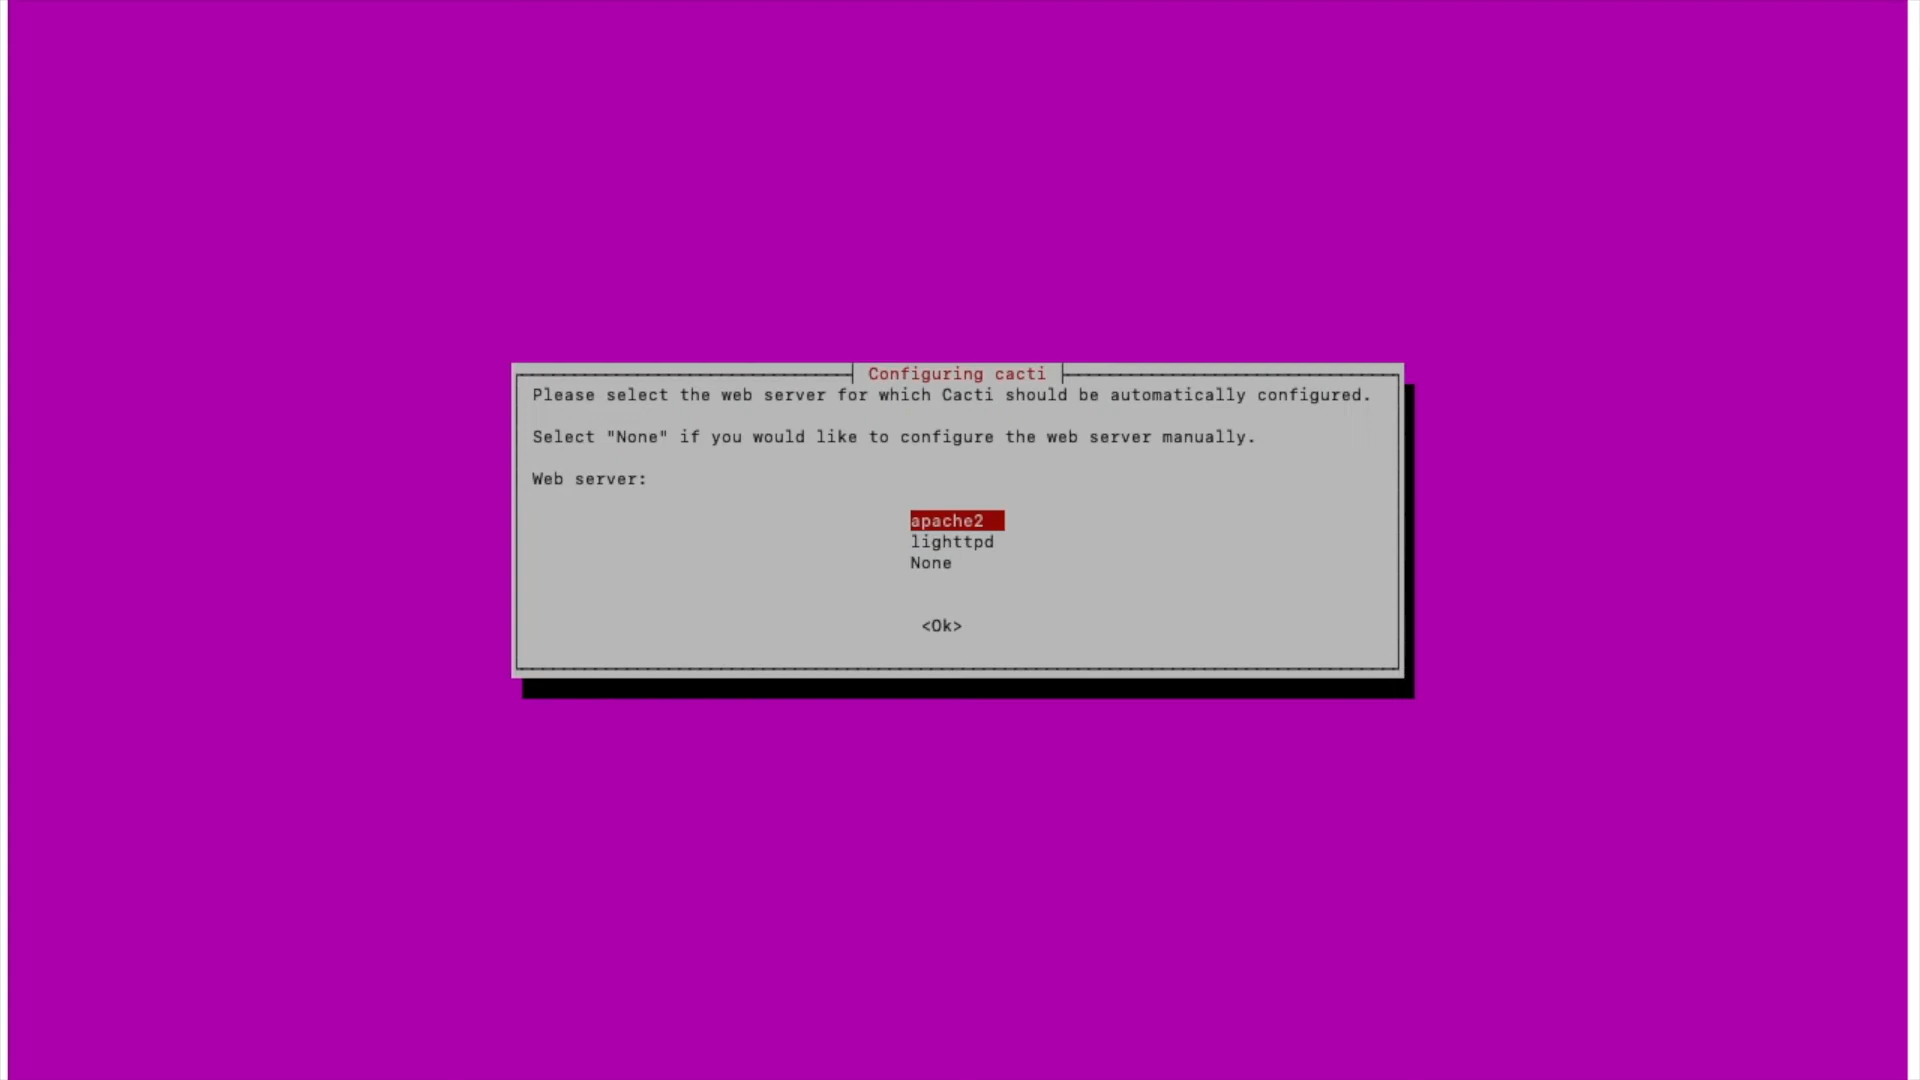 Configuring cacti
Please select the web server for which Cacti should be automatically configured.
Select "None" if you would like to configure the web server manually.
Web server:
apache2
lighttpd
None
<Ok>